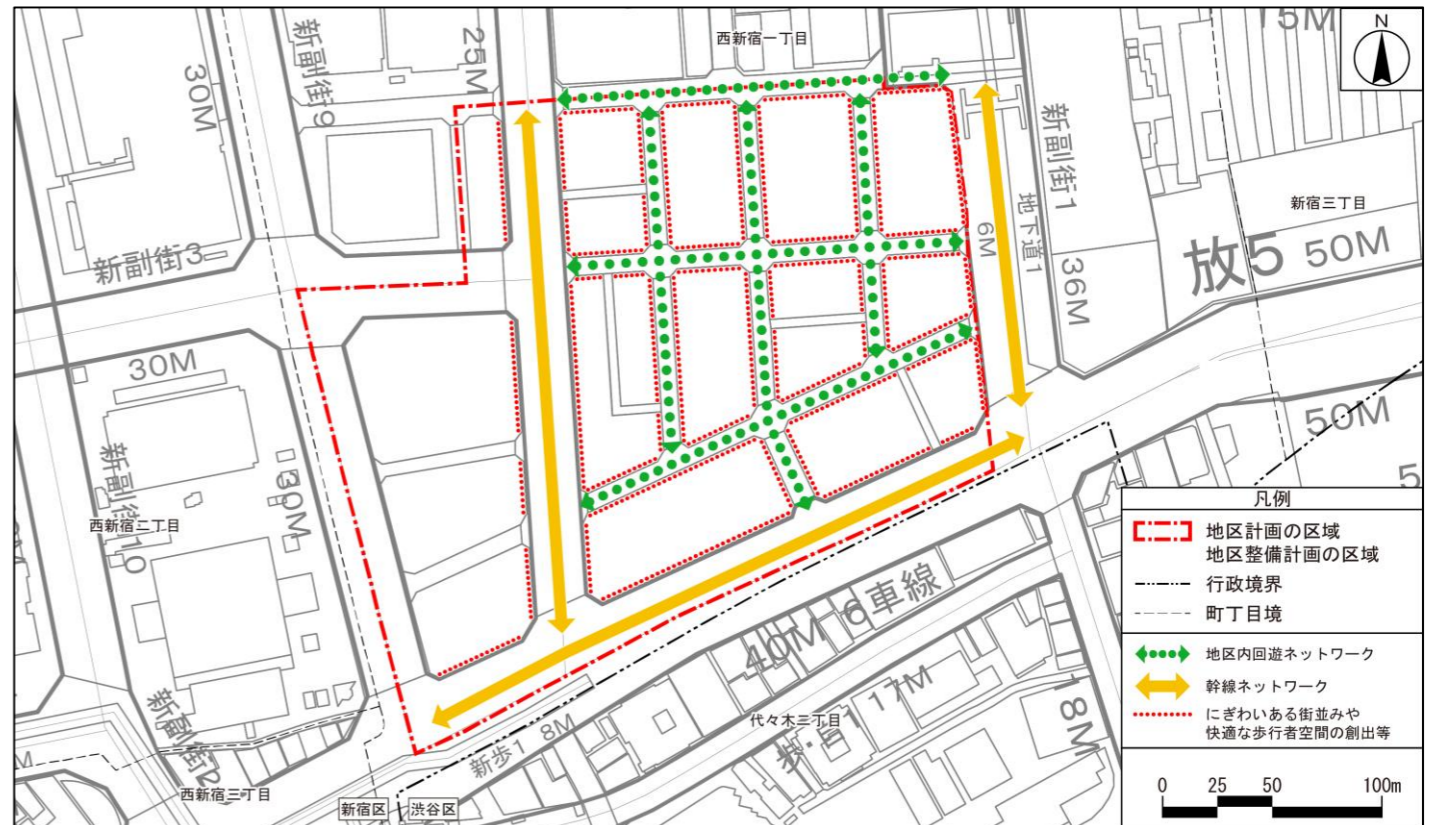 西新宿一丁目
15M
N
新副街9
25M
30M
新副街1
地下道1
6M
36M
新宿三丁目
放5 50M
新副街3
30M
新副街10
西新宿二丁目
30M
50M
40M 6車線
代々木二丁目
17M
18M
新歩1 8M
新副街2
西新宿三丁目
新宿区
渋谷区
凡例
地区計画の区域
地区整備計画の区域
行政境界
町丁目境
地区内回遊ネットワーク
幹線ネットワーク
にぎわいある街並みや
快適な歩行者空間の創出等
0 25 50 100m